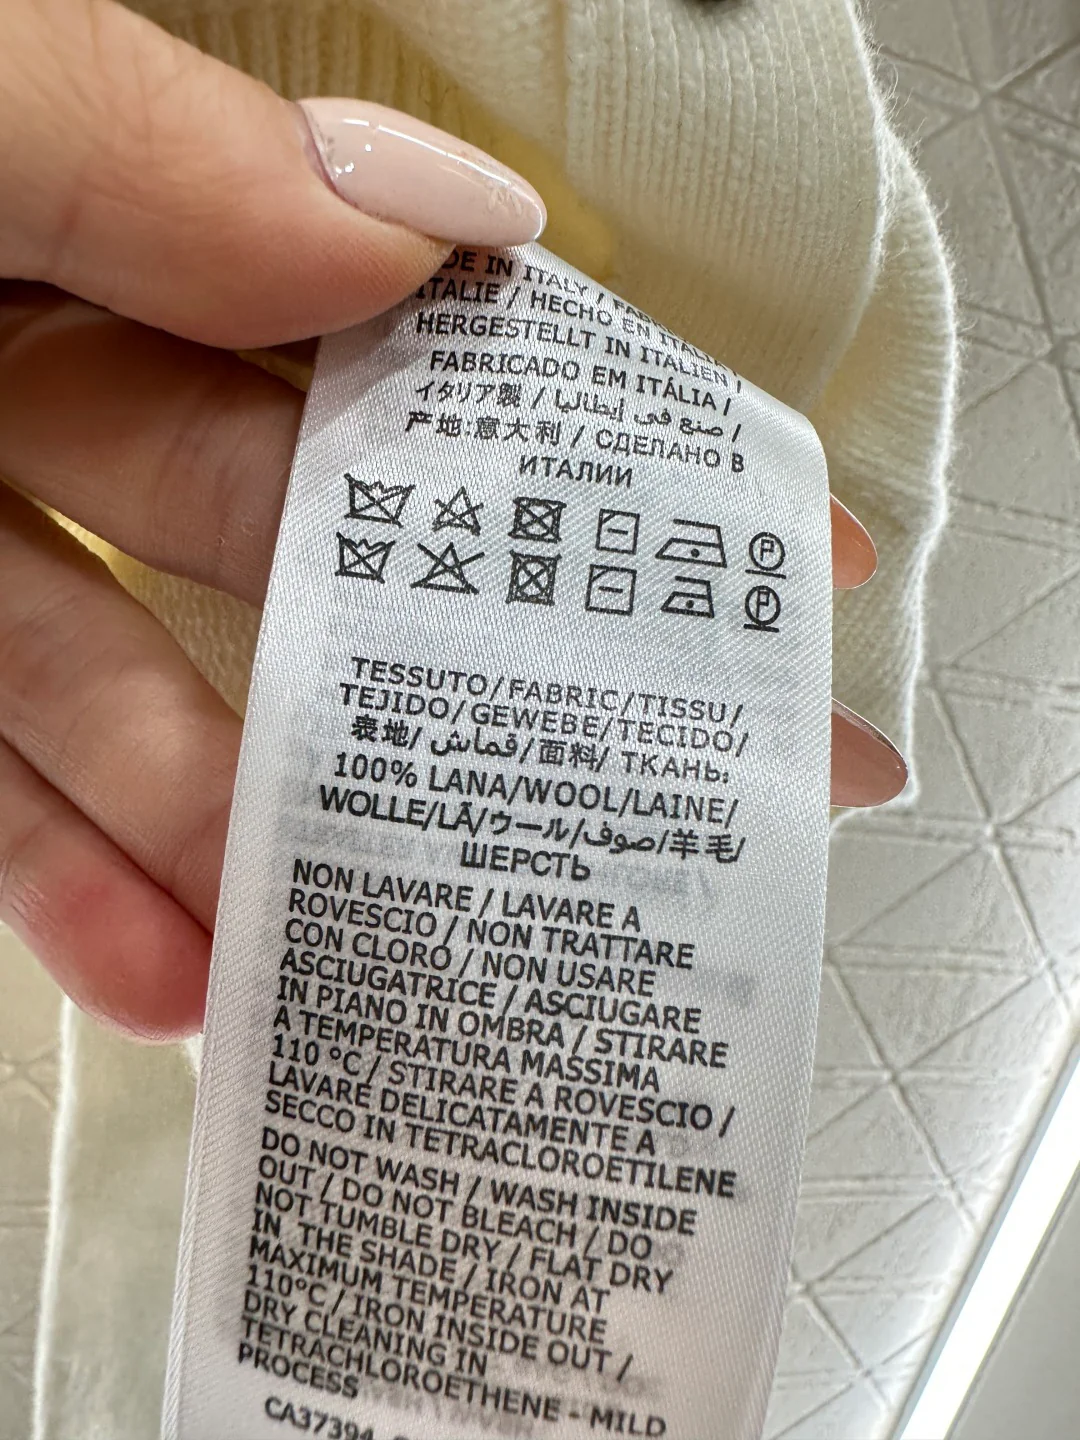 DE IN ITALY /
ITALIE / HECHO EN ITALIA /
HERGESTELLT IN ITALIEN /
FABRICADO EM ITÁLIA /
イタリア製 / صنع في إيطاليا /
产地:意大利 / СДЕЛАНО В
ИТАЛИИ
P
P
TESSUTO/FABRIC/TISSU/
TEJIDO/GEWEBE/TECIDO/
表地/ قماش/面料/ ТКАНЬ:
100% LANA/WOOL/LAINE/
WOLLE/LÃ/ウール/صوف/羊毛/
ШЕРСТЬ
NON LAVARE / LAVARE A
ROVESCIO / NON TRATTARE
CON CLORO / NON USARE
ASCIUGATRICE / ASCIUGARE
IN PIANO IN OMBRA / STIRARE
A TEMPERATURA MASSIMA
110 °C / STIRARE A ROVESCIO /
LAVARE DELICATAMENTE A
SECCO IN TETRACLOROETILENE
DO NOT WASH / WASH INSIDE
OUT / DO NOT BLEACH / DO
NOT TUMBLE DRY / FLAT DRY
IN THE SHADE / IRON AT
MAXIMUM TEMPERATURE
110°C / IRON INSIDE OUT /
DRY CLEANING IN
TETRACHLOROETHENE - MILD
PROCESS
CA37394